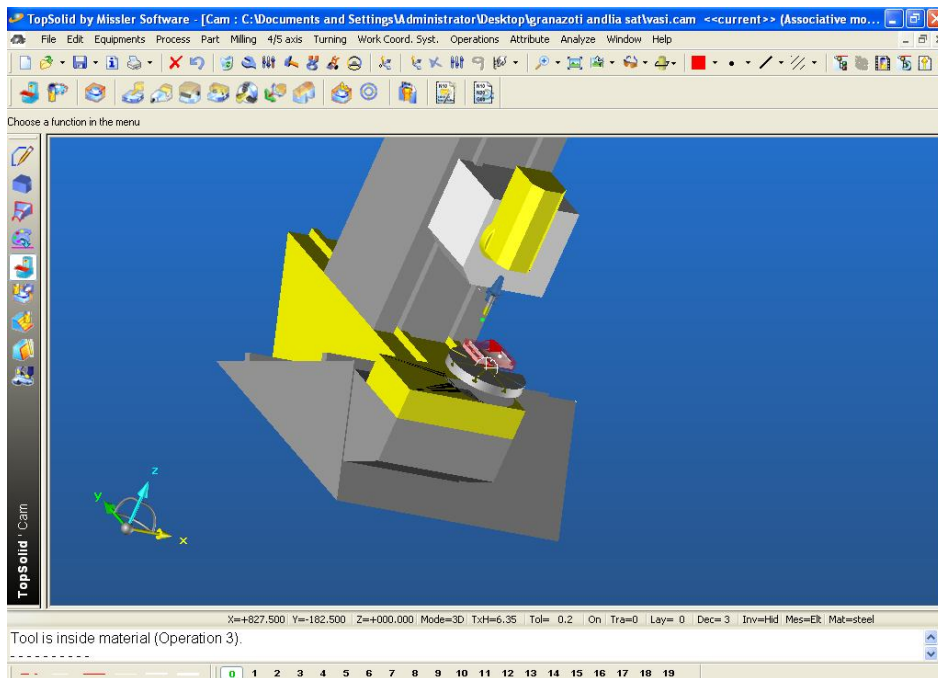 TopSolid by Missler Software - [Cam : C:\Documents and Settings\Administrator\Desktop\granazoti andlia sat\vasi.cam <<current>> (Associative mo...
File Edit Equipments Process Part Milling 4/5 axis Turning Work Coord. Syst. Operations Attribute Analyze Window Help
Choose a function in the menu
z
y
x
TopSolid ' Cam
X=+827.500 Y=-182.500 Z=+000.000 Mode=3D TxH=6.35 Tol= 0.2 On Tra=0 Lay= 0 Dec= 3 Inv=Hid Mes=Elt Mat=steel
Tool is inside material (Operation 3).
----------
0 1 2 3 4 5 6 7 8 9 10 11 12 13 14 15 16 17 18 19